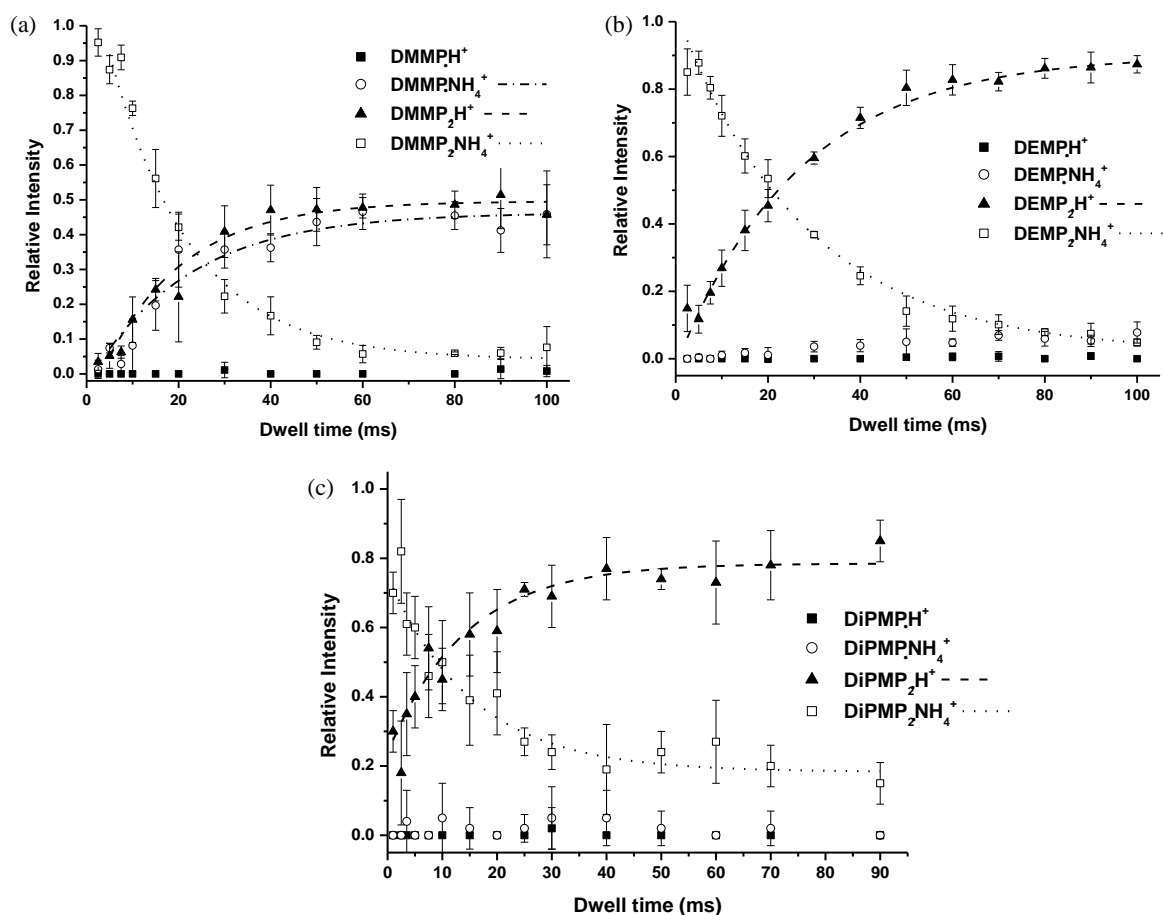 (a)
Relative Intensity
1.0
0.9
0.8
0.7
0.6
0.5
0.4
0.3
0.2
0.1
0.0
DMMP.H+
DMMP.NH4+
DMMP2H+
DMMP2NH4+
0 20 40 60 80 100
Dwell time (ms)
(b)
Relative Intensity
1.0
0.8
0.6
0.4
0.2
0.0
DEMP.H+
DEMP.NH4+
DEMP2H+
DEMP2NH4+
0 20 40 60 80 100
Dwell time (ms)
(c)
Relative Intensity
1.0
0.8
0.6
0.4
0.2
0.0
DiPMP.H+
DiPMP.NH4+
DiPMP2H+
DiPMP2NH4+
0 10 20 30 40 50 60 70 80 90
Dwell time (ms)